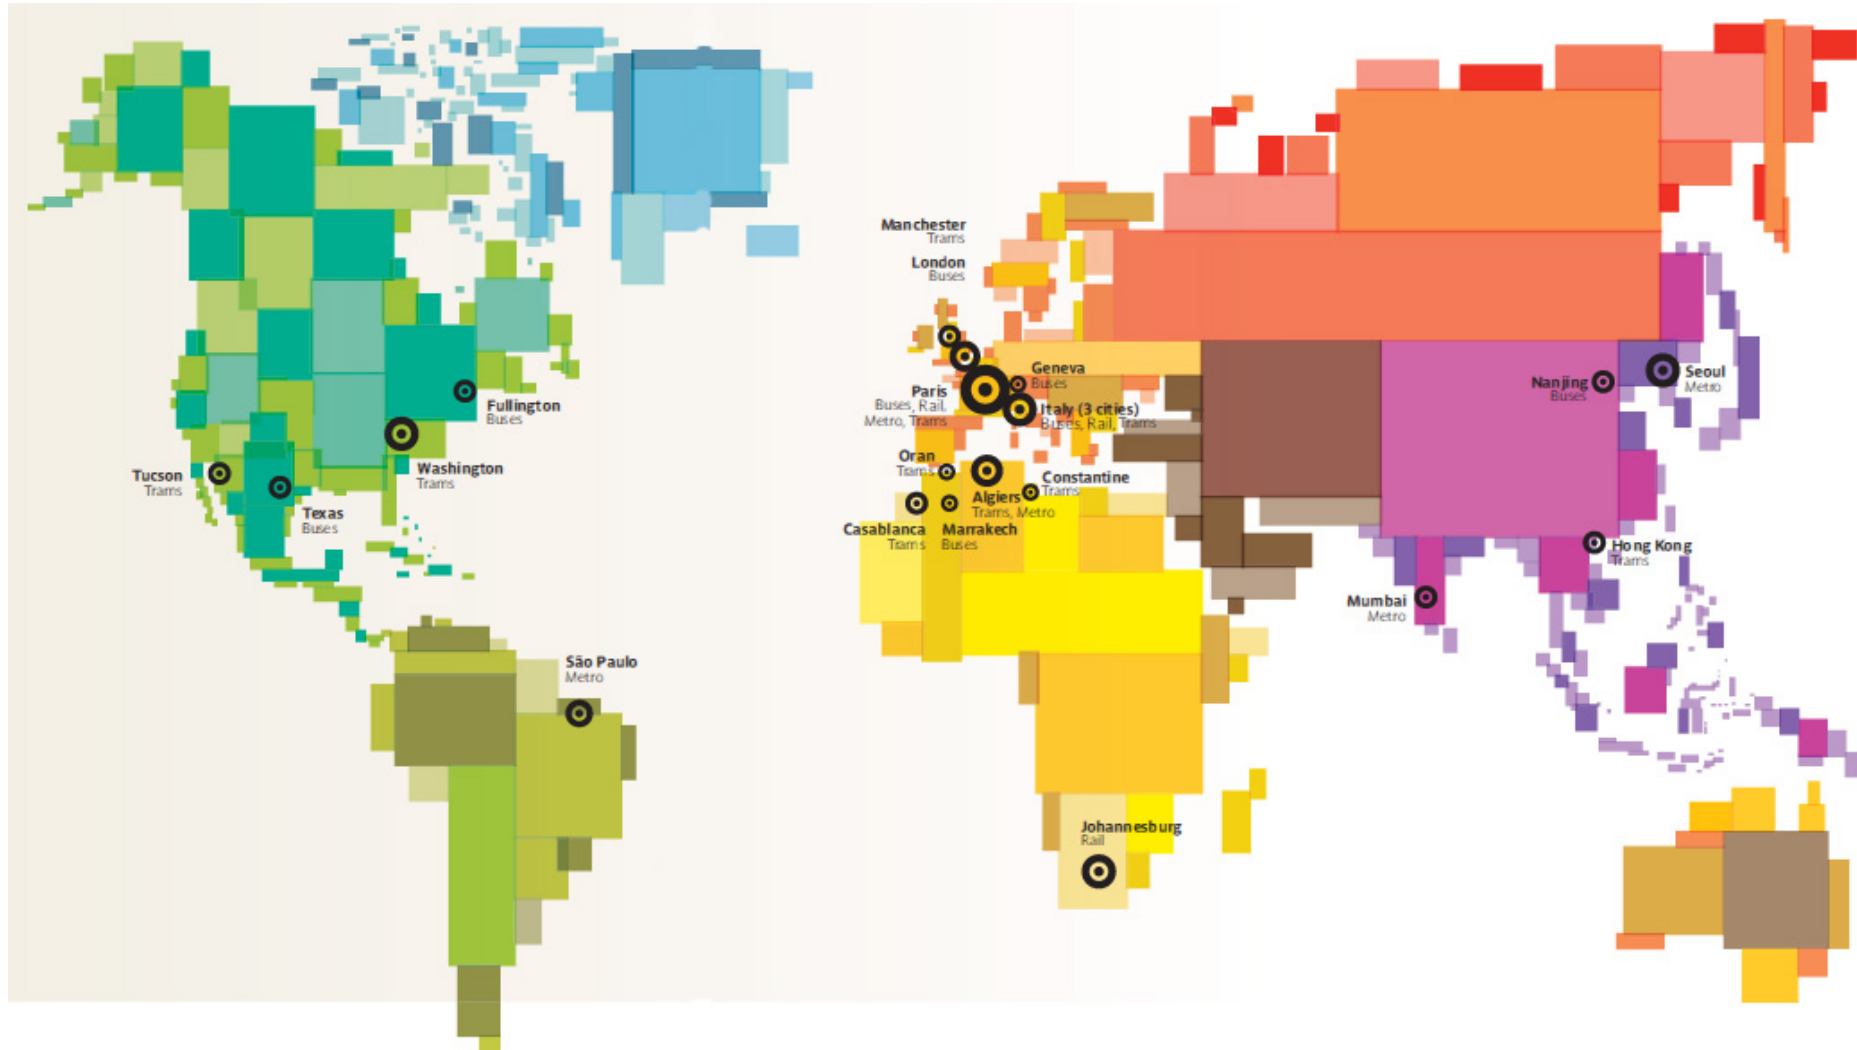 Manchester
Trams
London
Buses
Geneva
Buses
Paris
Buses, Rail,
Metro, Trams
Italy (3 cities)
Buses, Rail, Trams
Nanjing
Buses
Seoul
Metro
Fullington
Buses
Washington
Trams
Tucson
Trams
Texas
Buses
Oran
Trams
Constantine
Trams
Algiers
Trams, Metro
Casablanca
Trams
Marrakech
Buses
Hong Kong
Trams
Mumbai
Metro
São Paulo
Metro
Johannesburg
Rail